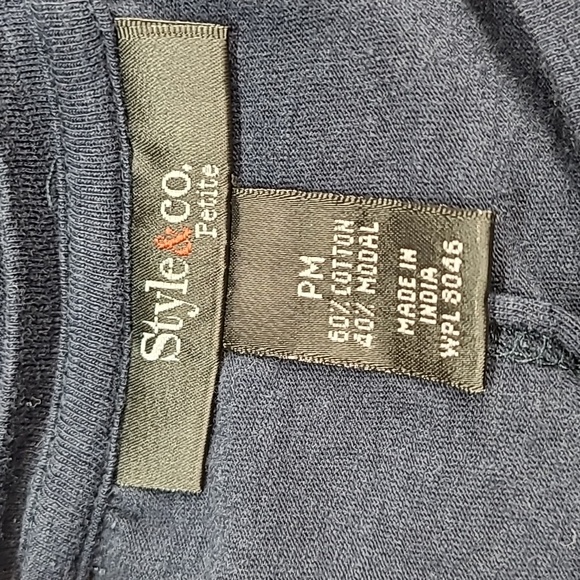 Style&co.
Petite
PM
60% COTTON
40% MODAL
MADE IN
INDIA
WPL 8046